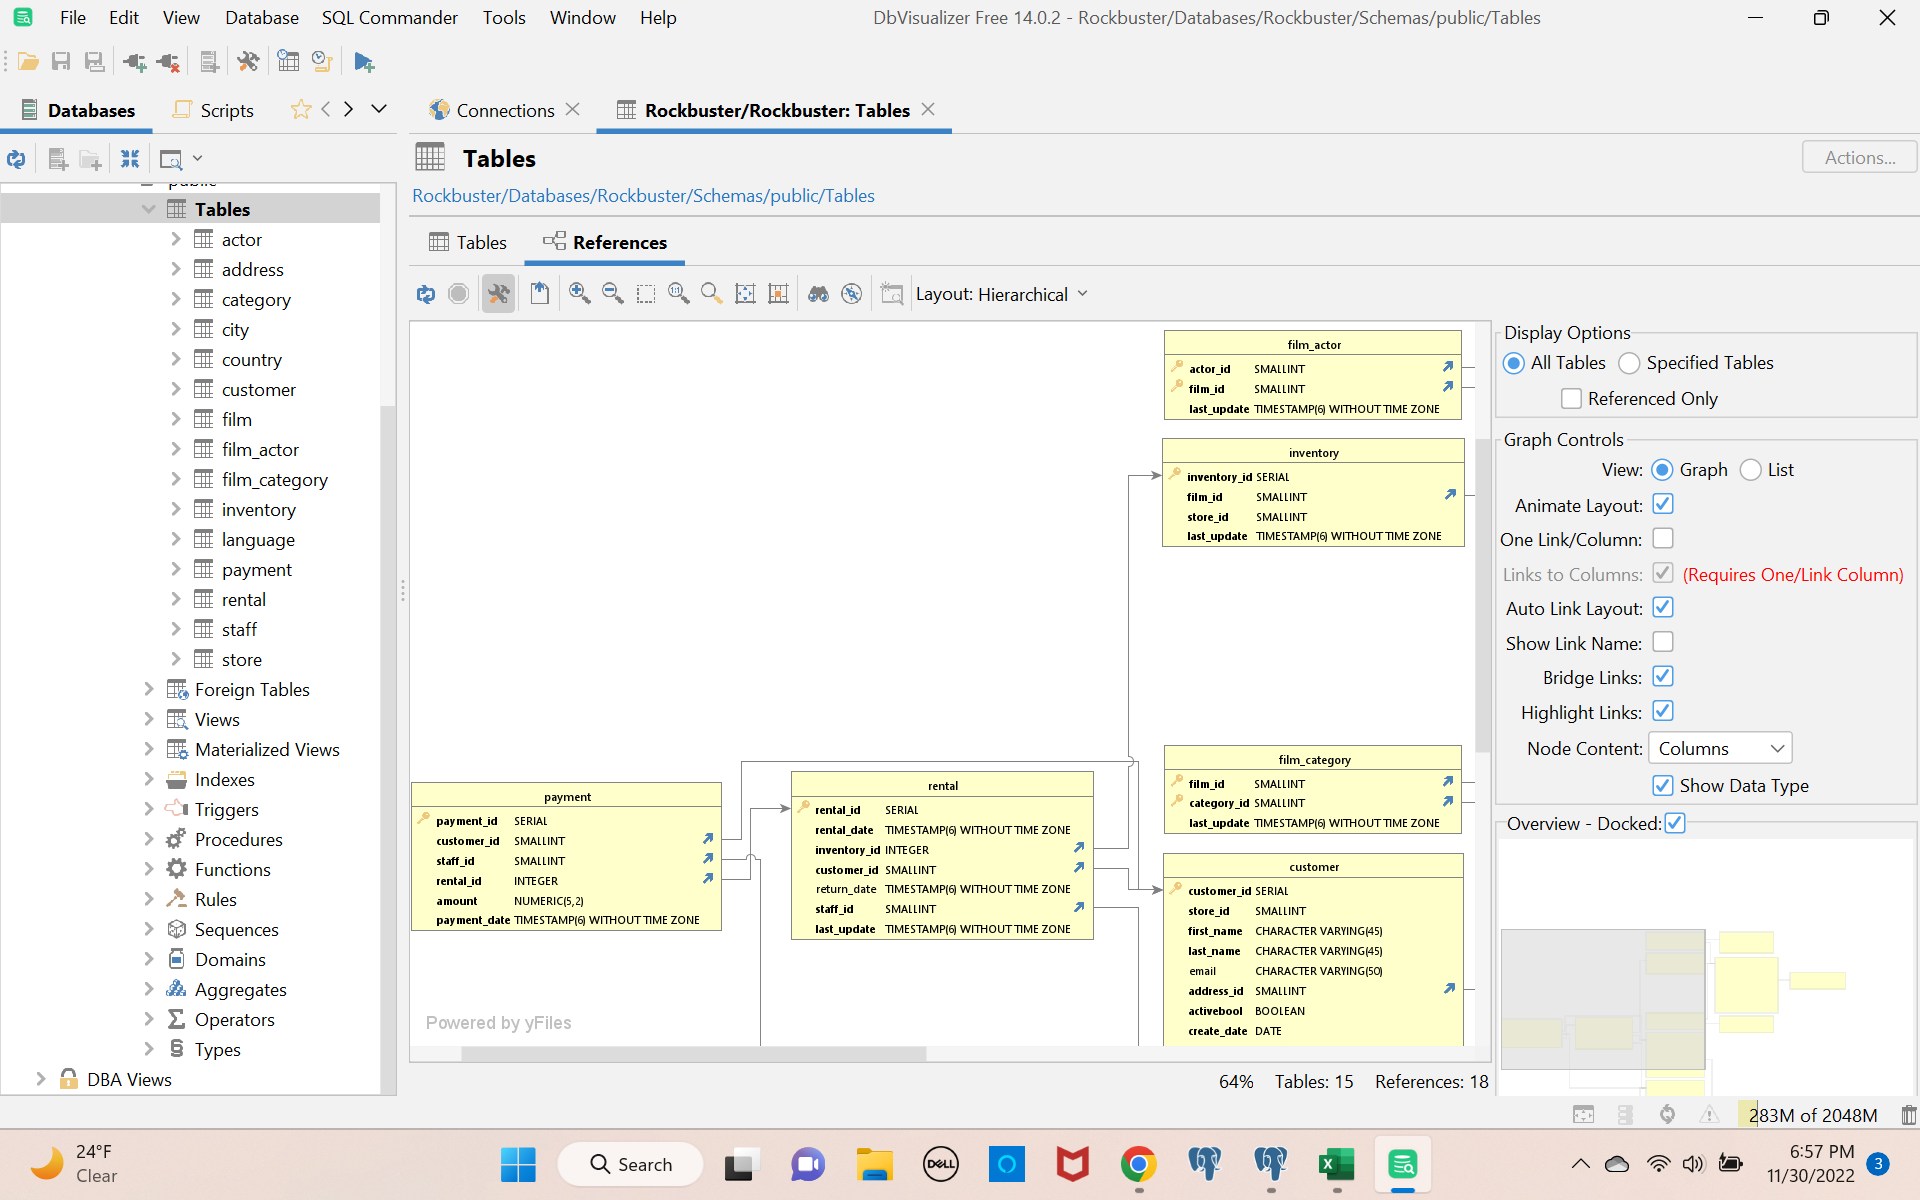 File Edit View Database SQL Commander Tools Window Help
DbVisualizer Free 14.0.2 - Rockbuster/Databases/Rockbuster/Schemas/public/Tables
Databases
Scripts
Connections
Rockbuster/Rockbuster: Tables
public
Tables
actor
address
category
city
country
customer
film
film_actor
film_category
inventory
language
payment
rental
staff
store
Foreign Tables
Views
Materialized Views
Indexes
Triggers
Procedures
Functions
Rules
Sequences
Domains
Aggregates
Operators
Types
DBA Views
Tables
Actions...
Rockbuster/Databases/Rockbuster/Schemas/public/Tables
Tables
References
Layout: Hierarchical
film_actor
actor_id SMALLINT
film_id SMALLINT
last_update TIMESTAMP(6) WITHOUT TIME ZONE
inventory
inventory_id SERIAL
film_id SMALLINT
store_id SMALLINT
last_update TIMESTAMP(6) WITHOUT TIME ZONE
film_category
film_id SMALLINT
category_id SMALLINT
last_update TIMESTAMP(6) WITHOUT TIME ZONE
payment
payment_id SERIAL
customer_id SMALLINT
staff_id SMALLINT
rental_id INTEGER
amount NUMERIC(5,2)
payment_date TIMESTAMP(6) WITHOUT TIME ZONE
rental
rental_id SERIAL
rental_date TIMESTAMP(6) WITHOUT TIME ZONE
inventory_id INTEGER
customer_id SMALLINT
return_date TIMESTAMP(6) WITHOUT TIME ZONE
staff_id SMALLINT
last_update TIMESTAMP(6) WITHOUT TIME ZONE
customer
customer_id SERIAL
store_id SMALLINT
first_name CHARACTER VARYING(45)
last_name CHARACTER VARYING(45)
email CHARACTER VARYING(50)
address_id SMALLINT
activebool BOOLEAN
create_date DATE
Powered by yFiles
64% Tables: 15 References: 18
Display Options
All Tables Specified Tables
Referenced Only
Graph Controls
View: Graph List
Animate Layout:
One Link/Column:
Links to Columns: (Requires One/Link Column)
Auto Link Layout:
Show Link Name:
Bridge Links:
Highlight Links:
Node Content: Columns
Show Data Type
Overview - Docked:
283M of 2048M
24°F
Clear
Search
DELL
6:57 PM
11/30/2022
3